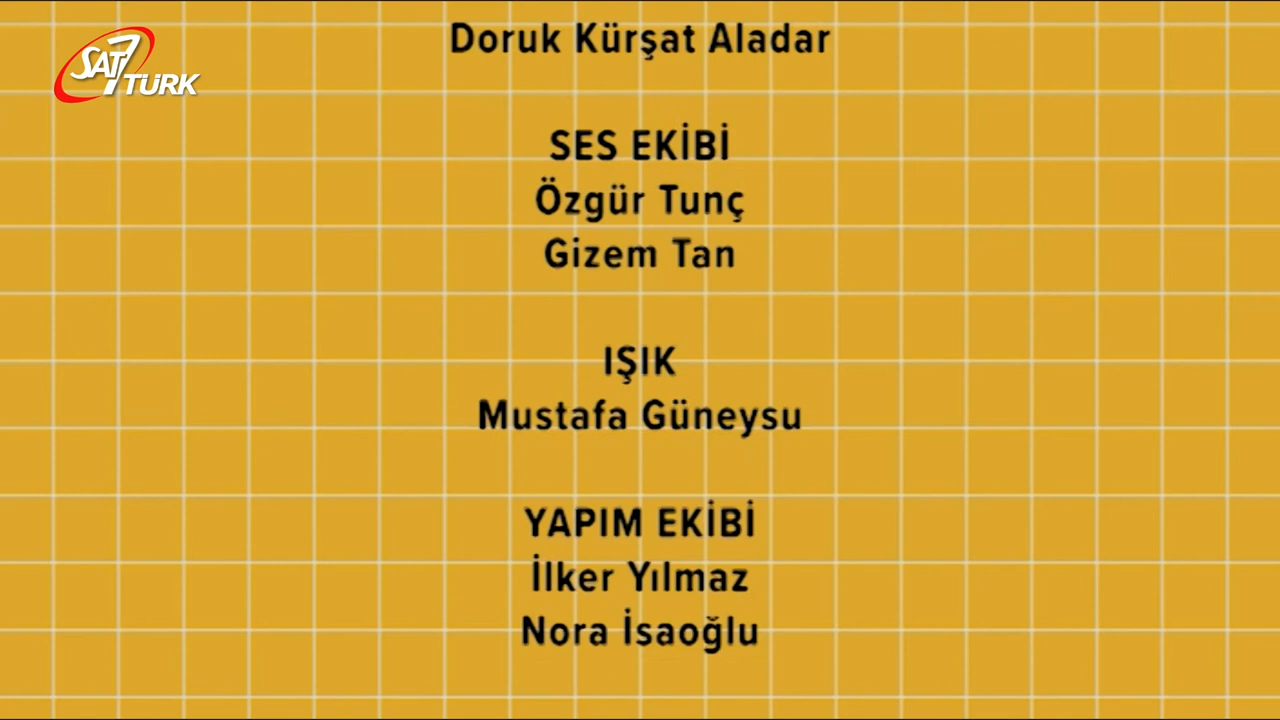 SAT7 TÜRK
Doruk Kürşat Aladar
SES EKİBİ
Özgür Tunç
Gizem Tan
IŞIK
Mustafa Güneysu
YAPIM EKİBİ
İlker Yılmaz
Nora İsaoğlu